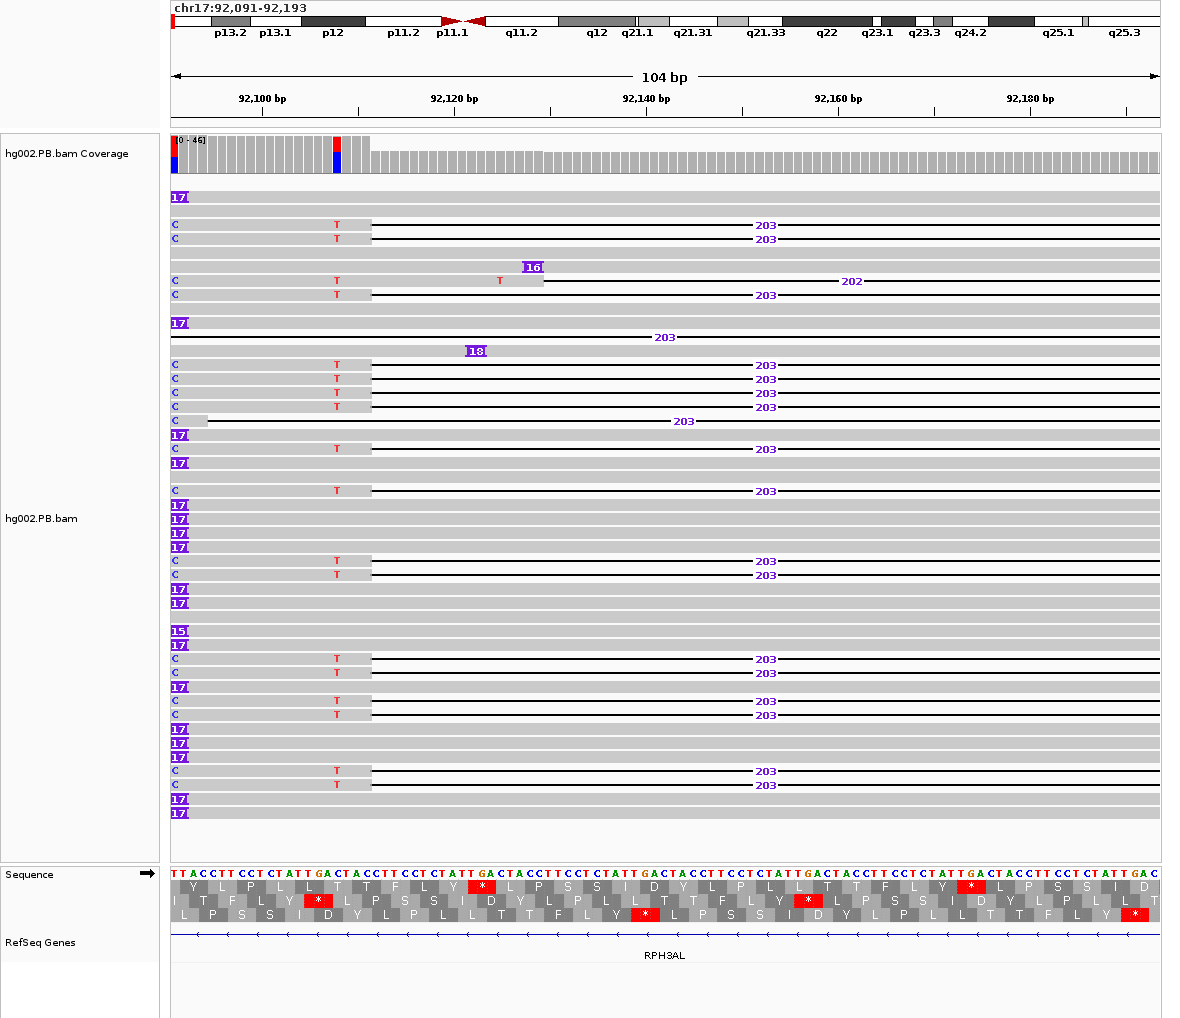 chr17:92,091-92,193
p13.2 p13.1 p12 p11.2 p11.1 q11.2 q12 q21.1 q21.31 q21.33 q22 q23.1 q23.3 q24.2 q25.1 q25.3
104 bp
92,100 bp 92,120 bp 92,140 bp 92,160 bp 92,180 bp
[0 - 46]
hg002.PB.bam Coverage
17
C T 203
C T 203
16
C T T 202
C T 203
17
203
18
C T 203
C T 203
C T 203
C T 203
C 203
17
C T 203
17
C T 203
17
hg002.PB.bam 17
17
17
C T 203
C T 203
17
17
15
17
C T 203
C T 203
17
C T 203
C T 203
17
17
17
C T 203
C T 203
17
17
Sequence TTACCTTCCTCTATTGACTACCTTCCTCTATTGACTACCTTCCTCTATTGACTACCTTCCTCTATTGACTACCTTCCTCTATTGACTACCTTCCTCTATTGAC
Y L P L L T T F L Y * L P S S I D Y L P L L T T F L Y * L P S S I D
I T F L Y * L P S S I D Y L P L L T T F L Y * L P S S I D Y L P L L T
L P S S I D Y L P L L T T F L Y * L P S S I D Y L P L L T T F L Y *
RefSeq Genes
RPH3AL